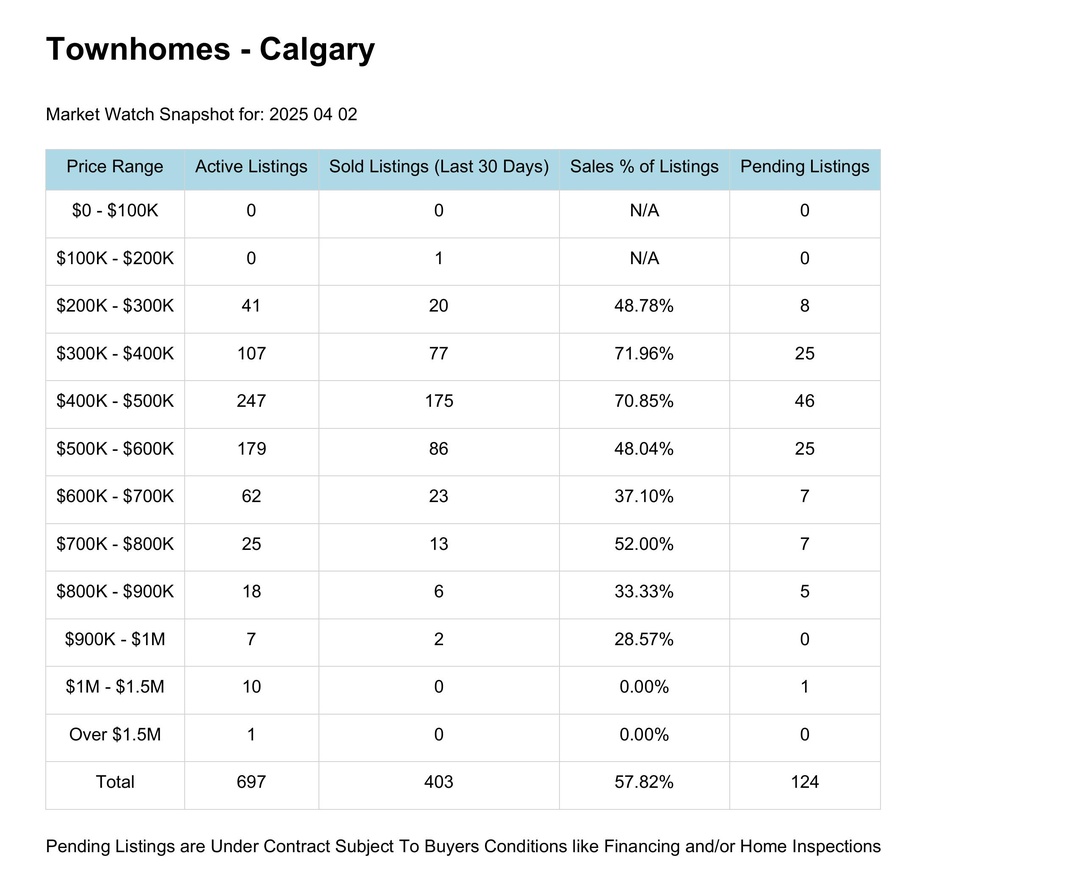 Townhomes - Calgary
Market Watch Snapshot for: 2025 04 02
Price Range Active Listings Sold Listings (Last 30 Days) Sales % of Listings Pending Listings
$0 - $100K 0 0 N/A 0
$100K - $200K 0 1 N/A 0
$200K - $300K 41 20 48.78% 8
$300K - $400K 107 77 71.96% 25
$400K - $500K 247 175 70.85% 46
$500K - $600K 179 86 48.04% 25
$600K - $700K 62 23 37.10% 7
$700K - $800K 25 13 52.00% 7
$800K - $900K 18 6 33.33% 5
$900K - $1M 7 2 28.57% 0
$1M - $1.5M 10 0 0.00% 1
Over $1.5M 1 0 0.00% 0
Total 697 403 57.82% 124
Pending Listings are Under Contract Subject To Buyers Conditions like Financing and/or Home Inspections